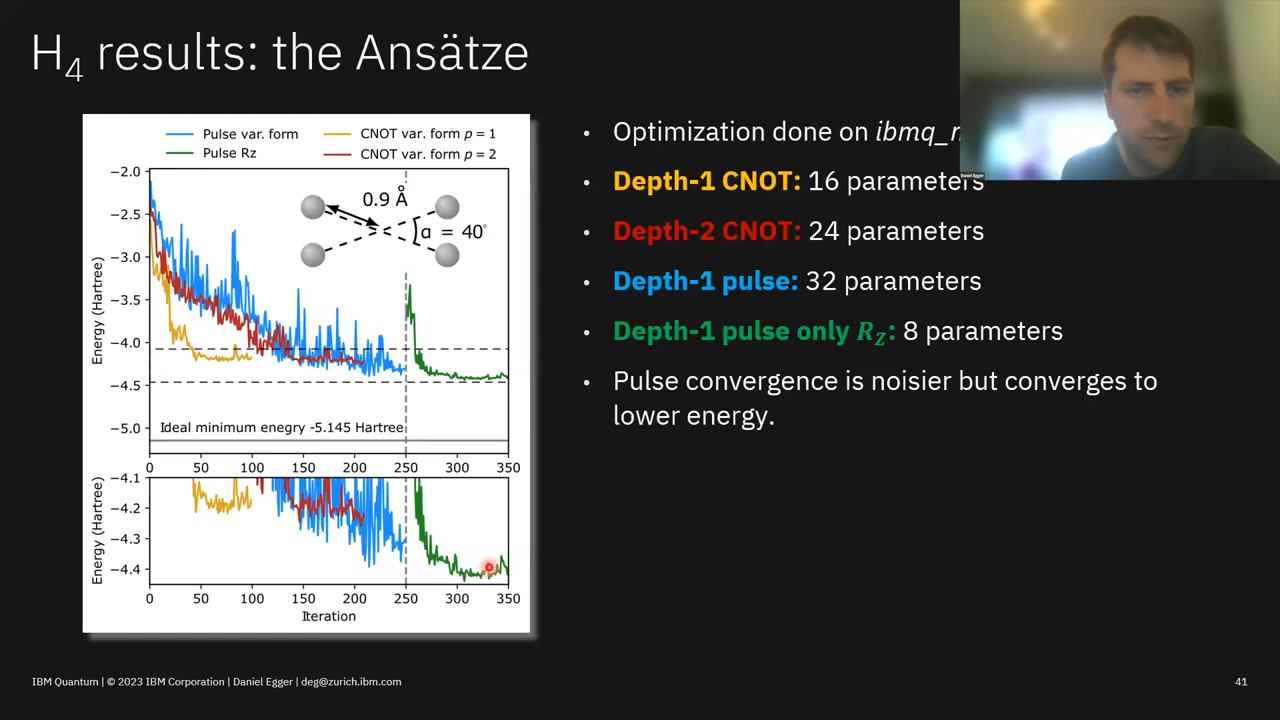 H₄ results: the Ansätze
Pulse var. form
CNOT var. form p = 1
Pulse Rz
CNOT var. form p = 2
−2.0
−2.5
−3.0
−3.5
−4.0
−4.5
−5.0
Energy (Hartree)
0.9 Å
α = 40°
Ideal minimum enegry -5.145 Hartree
0 50 100 150 200 250 300 350
−4.1
−4.2
−4.3
−4.4
Energy (Hartree)
0 50 100 150 200 250 300 350
Iteration
• Optimization done on ibmq_
• Depth-1 CNOT: 16 parameters
• Depth-2 CNOT: 24 parameters
• Depth-1 pulse: 32 parameters
• Depth-1 pulse only R_Z: 8 parameters
• Pulse convergence is noisier but converges to
lower energy.
Daniel Egger
IBM Quantum | © 2023 IBM Corporation | Daniel Egger | deg@zurich.ibm.com
41